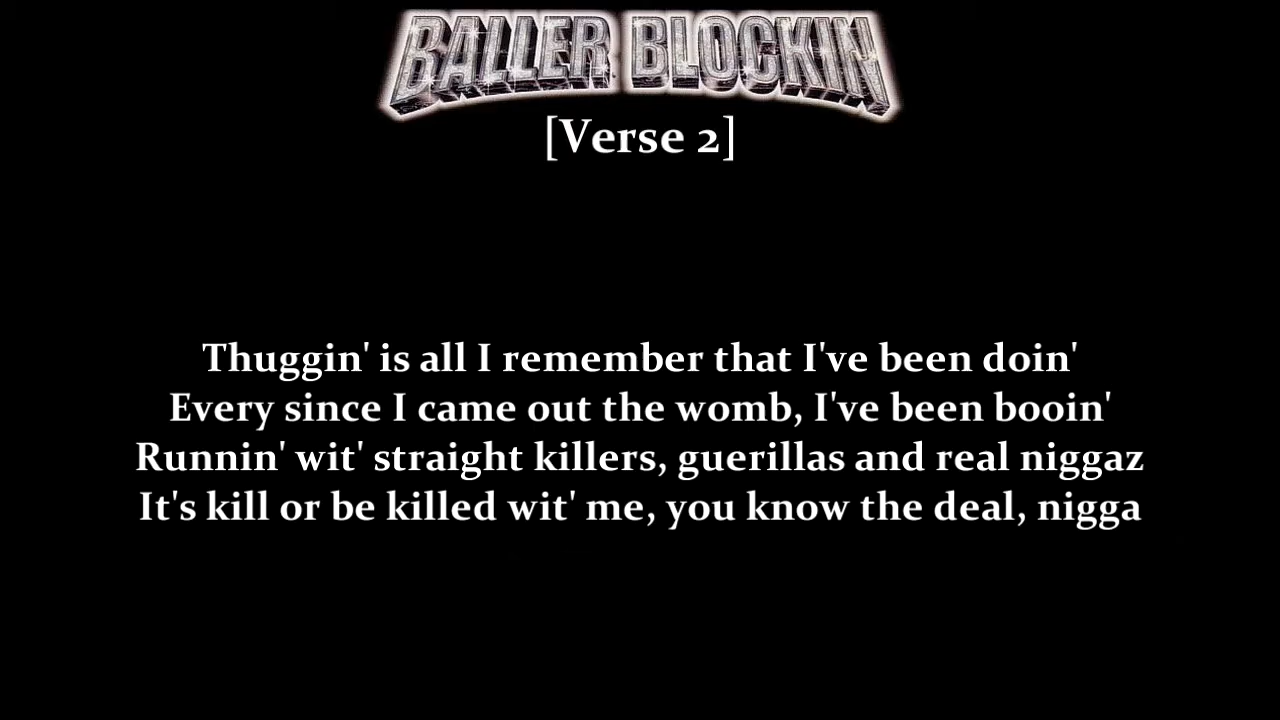 BALLER BLOCKIN
[Verse 2]
Thuggin' is all I remember that I've been doin'
Every since I came out the womb, I've been booin'
Runnin' wit' straight killers, guerillas and real niggaz
It's kill or be killed wit' me, you know the deal, nigga